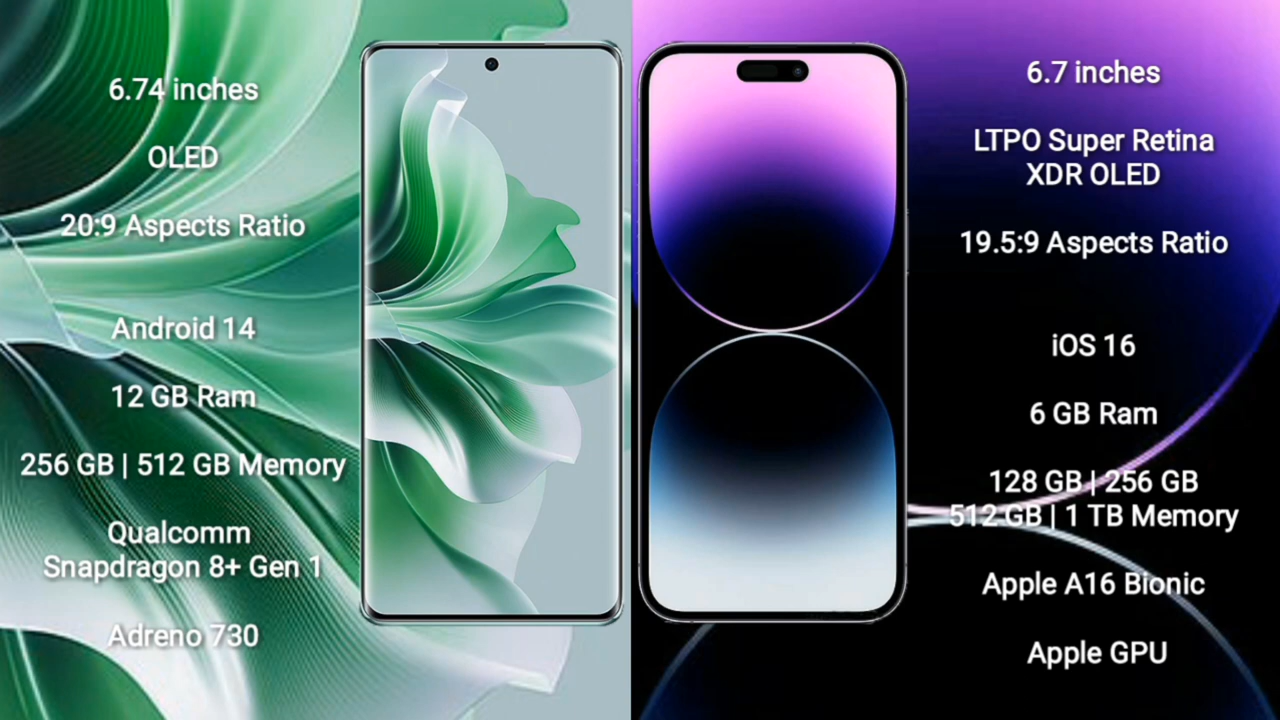 6.74 inches
OLED
20:9 Aspects Ratio
Android 14
12 GB Ram
256 GB | 512 GB Memory
Qualcomm
Snapdragon 8+ Gen 1
Adreno 730
6.7 inches
LTPO Super Retina
XDR OLED
19.5:9 Aspects Ratio
iOS 16
6 GB Ram
128 GB | 256 GB
512 GB | 1 TB Memory
Apple A16 Bionic
Apple GPU